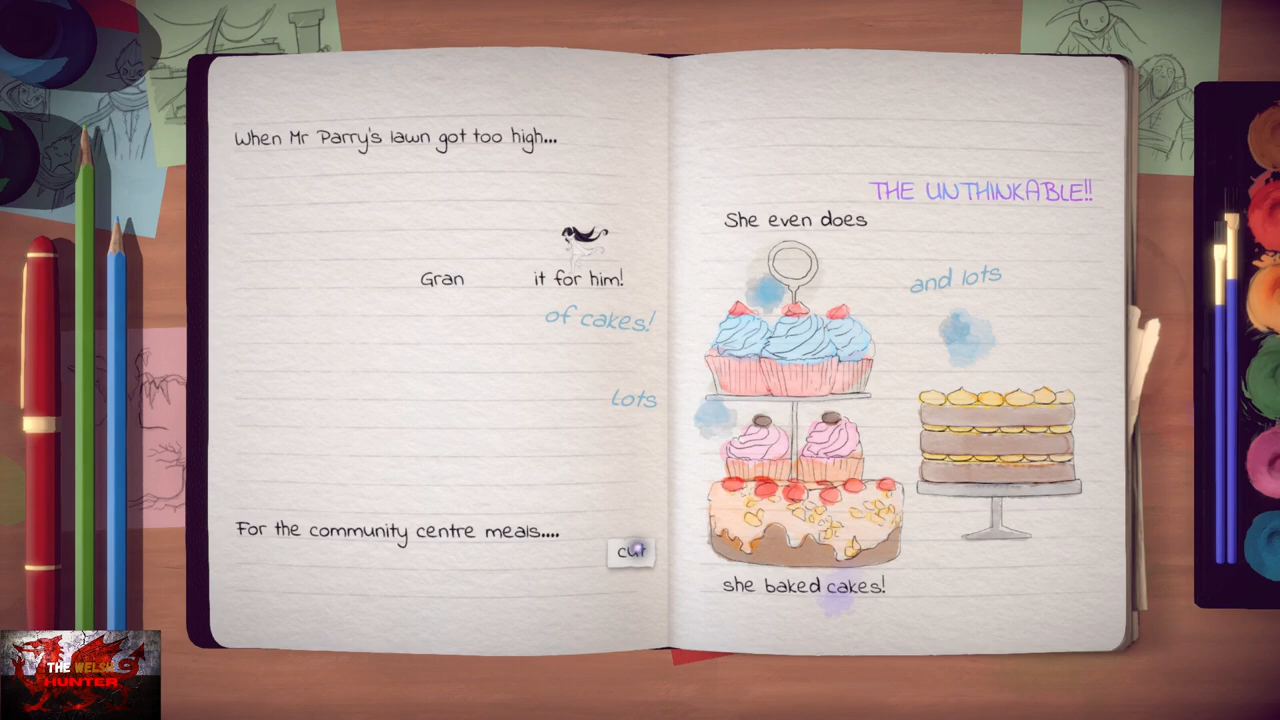 When Mr Parry's lawn got too high...
Gran it for him!
of cakes!
Lots
For the community centre meals....
cut
THE UNTHINKABLE!!
She even does
and lots
she baked cakes!
THE WELSH
HUNTER